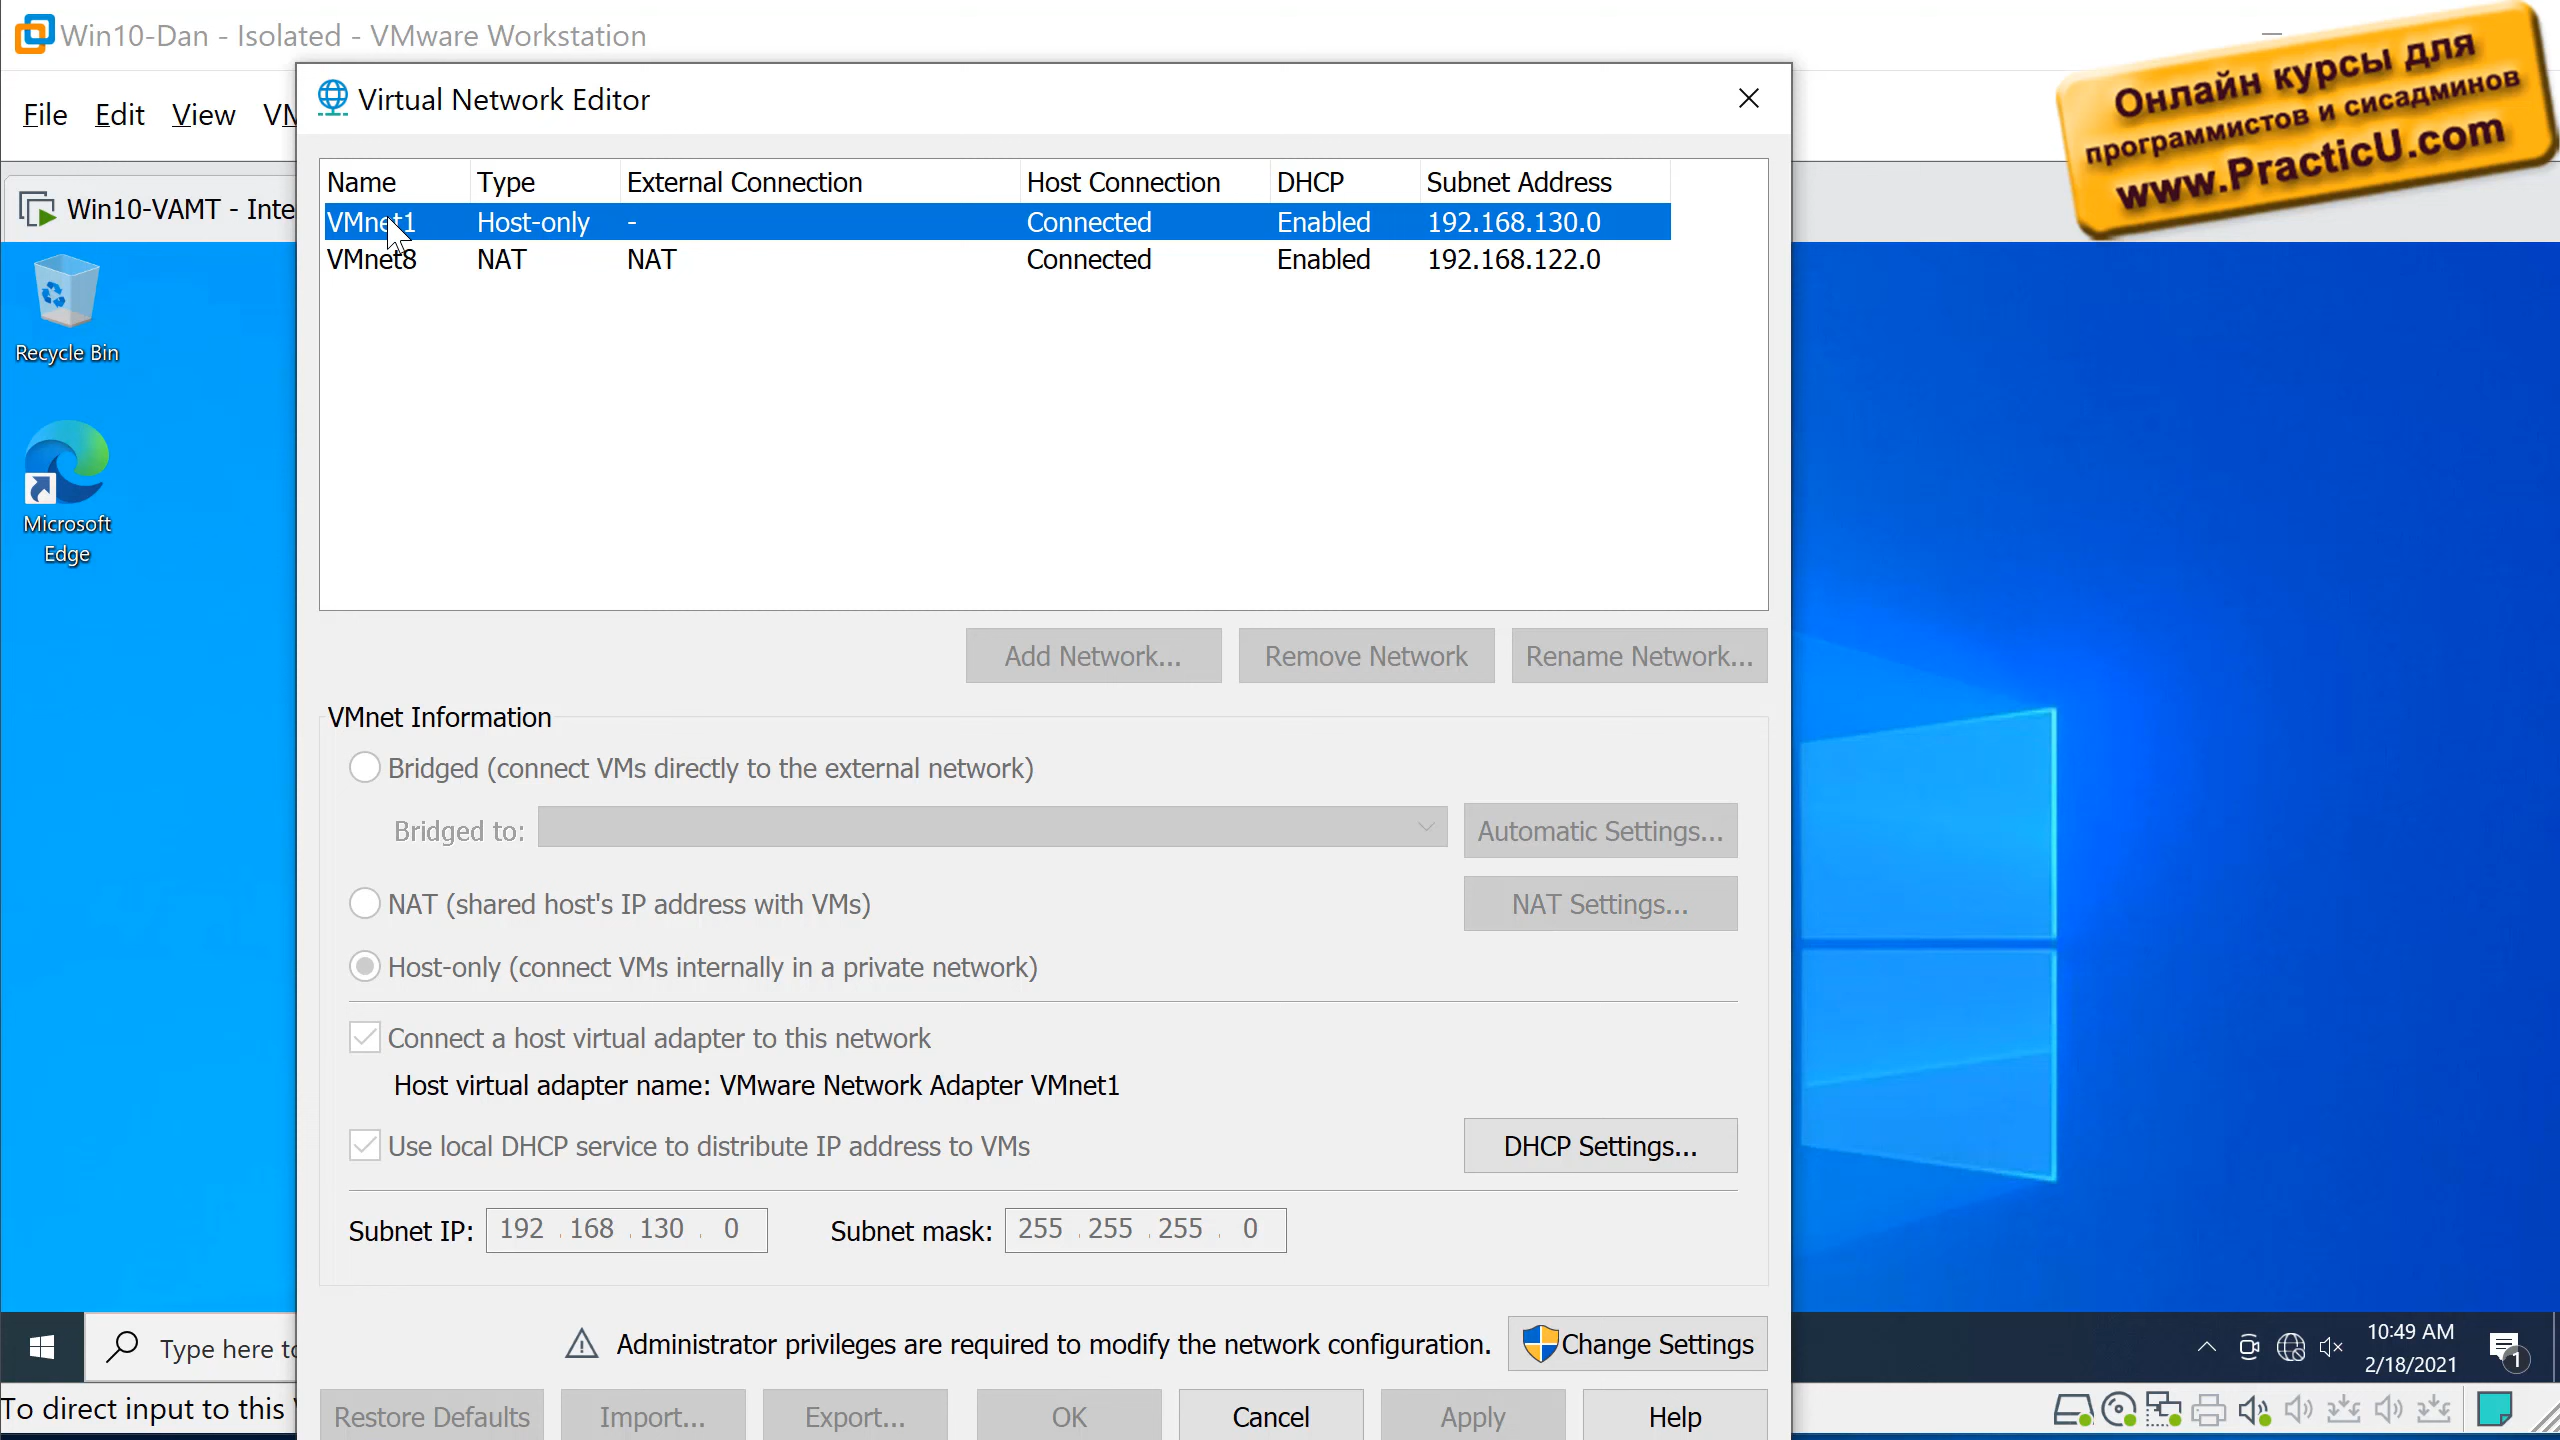 Win10-Dan - Isolated - VMware Workstation
Онлайн курсы для
программистов и сисадминов
www.PracticU.com
File Edit View VM
Virtual Network Editor
Win10-VAMT - Inte
Name Type External Connection Host Connection DHCP Subnet Address
VMnet1 Host-only - Connected Enabled 192.168.130.0
VMnet8 NAT NAT Connected Enabled 192.168.122.0
Recycle Bin
Microsoft
Edge
Add Network... Remove Network Rename Network...
VMnet Information
Bridged (connect VMs directly to the external network)
Bridged to: Automatic Settings...
NAT (shared host's IP address with VMs) NAT Settings...
Host-only (connect VMs internally in a private network)
Connect a host virtual adapter to this network
Host virtual adapter name: VMware Network Adapter VMnet1
Use local DHCP service to distribute IP address to VMs DHCP Settings...
Subnet IP: 192 . 168 . 130 . 0 Subnet mask: 255 . 255 . 255 . 0
Administrator privileges are required to modify the network configuration. Change Settings
Type here to
10:49 AM
2/18/2021
1
To direct input to this
Restore Defaults Import... Export... OK Cancel Apply Help